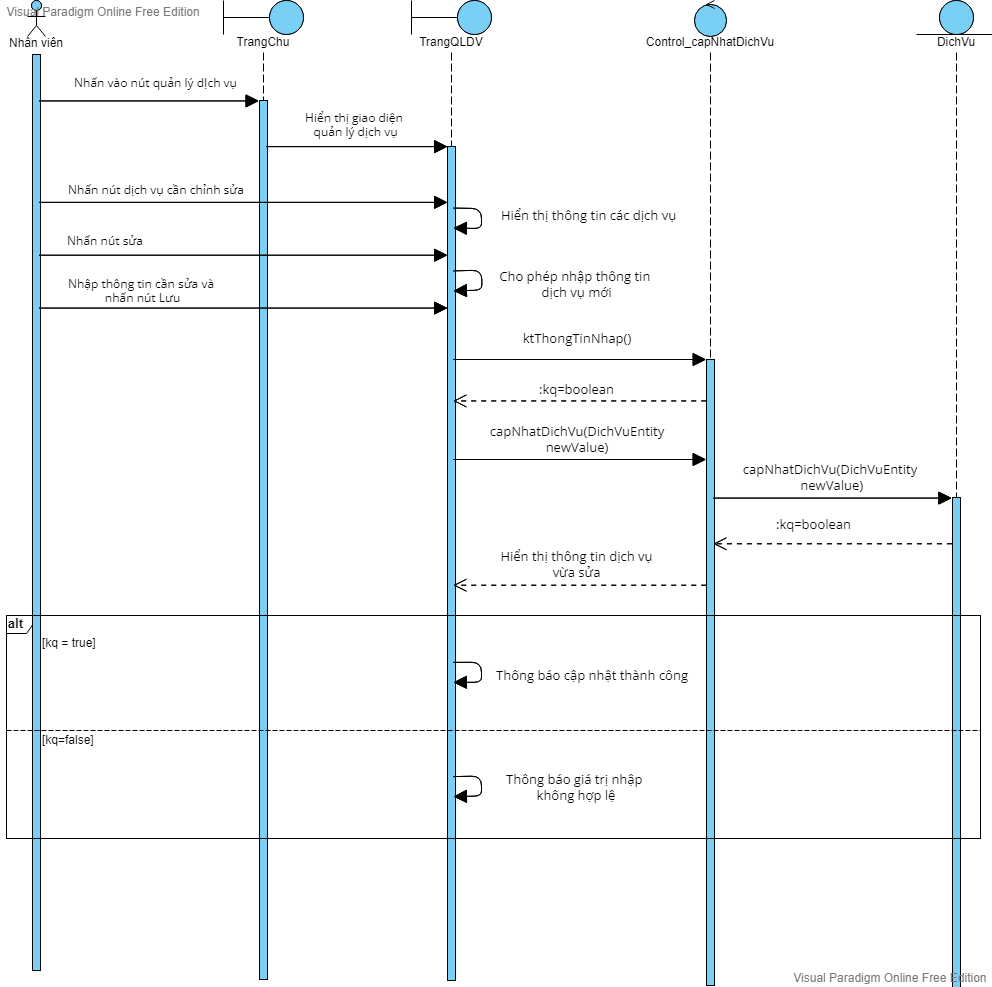 Visual Paradigm Online Free Edition
Nhân viên
TrangChu
TrangQLDV
Control_capNhatDichVu
DichVu
Nhấn vào nút quản lý dịch vụ
Hiển thị giao diện
quản lý dịch vụ
Nhấn nút dịch vụ cần chỉnh sửa
Hiển thị thông tin các dịch vụ
Nhấn nút sửa
Cho phép nhập thông tin
dịch vụ mới
Nhập thông tin cần sửa và
nhấn nút Lưu
ktThongTinNhap()
:kq=boolean
capNhatDichVu(DichVuEntity
newValue)
capNhatDichVu(DichVuEntity
newValue)
:kq=boolean
Hiển thị thông tin dịch vụ
vừa sửa
alt
[kq = true]
Thông báo cập nhật thành công
[kq=false]
Thông báo giá trị nhập
không hợp lệ
Visual Paradigm Online Free Edition